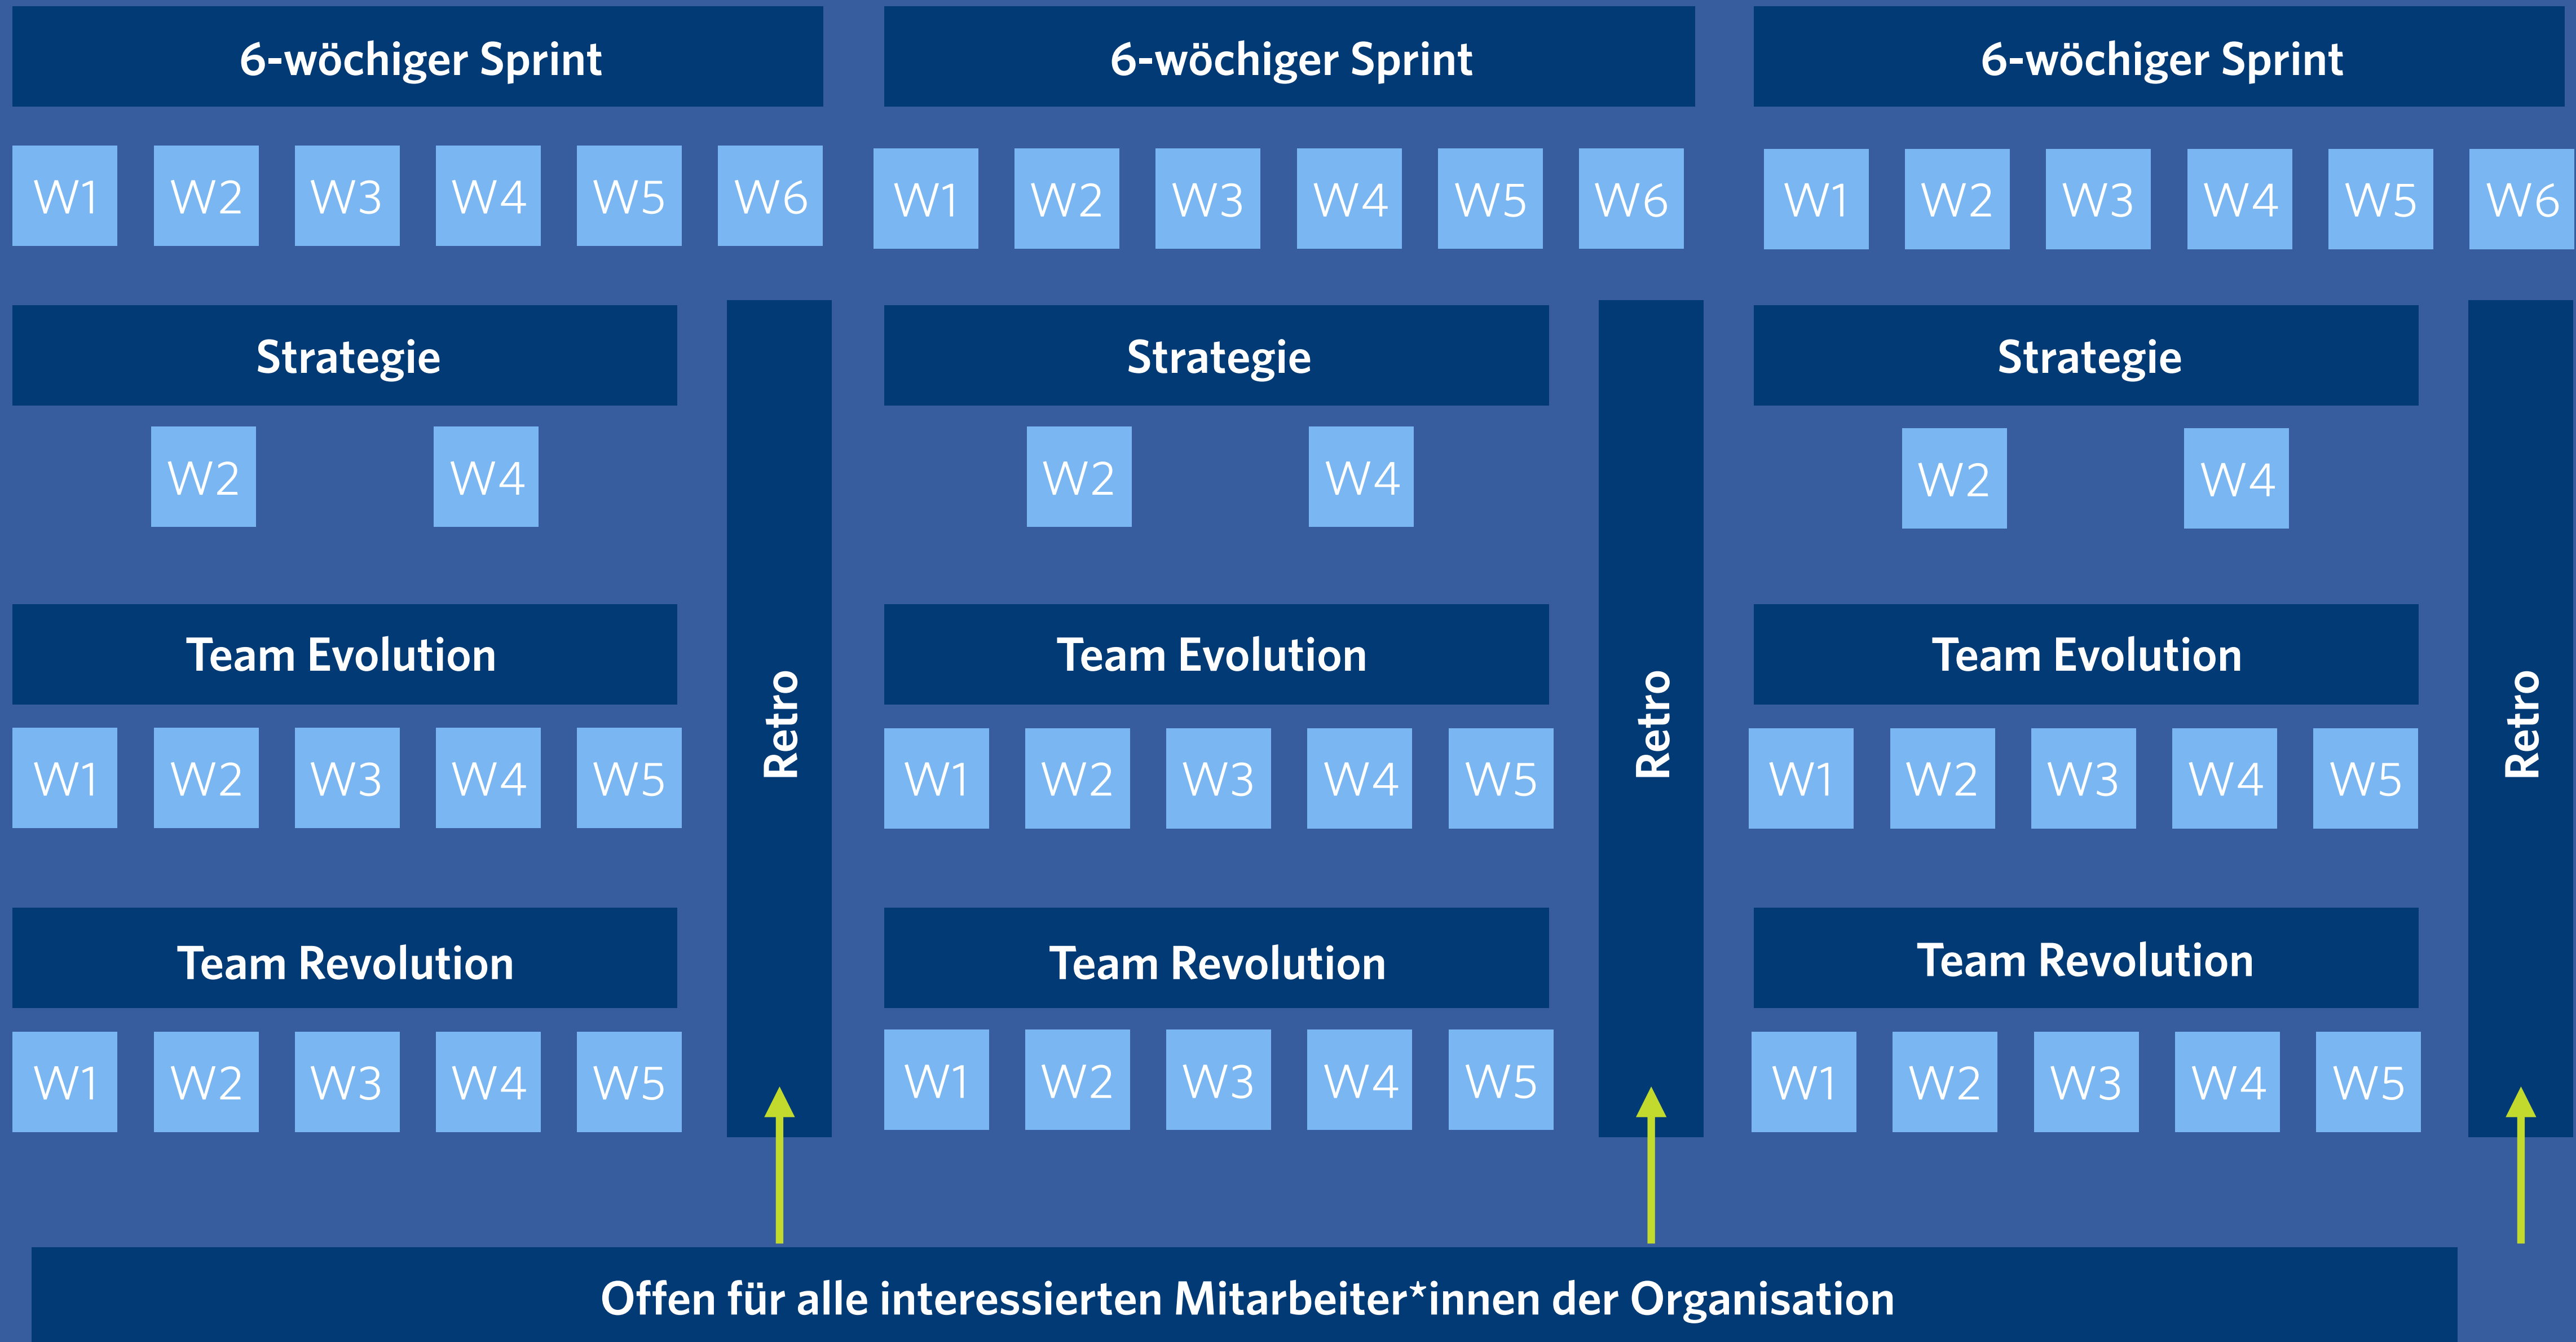 6-wöchiger Sprint
6-wöchiger Sprint
6-wöchiger Sprint
W1 W2 W3 W4 W5 W6
W1 W2 W3 W4 W5 W6
W1 W2 W3 W4 W5 W6
Strategie
Strategie
Strategie
W2 W4
W2 W4
W2 W4
Team Evolution
Team Evolution
Team Evolution
Retro
Retro
Retro
W1 W2 W3 W4 W5
W1 W2 W3 W4 W5
W1 W2 W3 W4 W5
Team Revolution
Team Revolution
Team Revolution
W1 W2 W3 W4 W5
W1 W2 W3 W4 W5
W1 W2 W3 W4 W5
Offen für alle interessierten Mitarbeiter*innen der Organisation